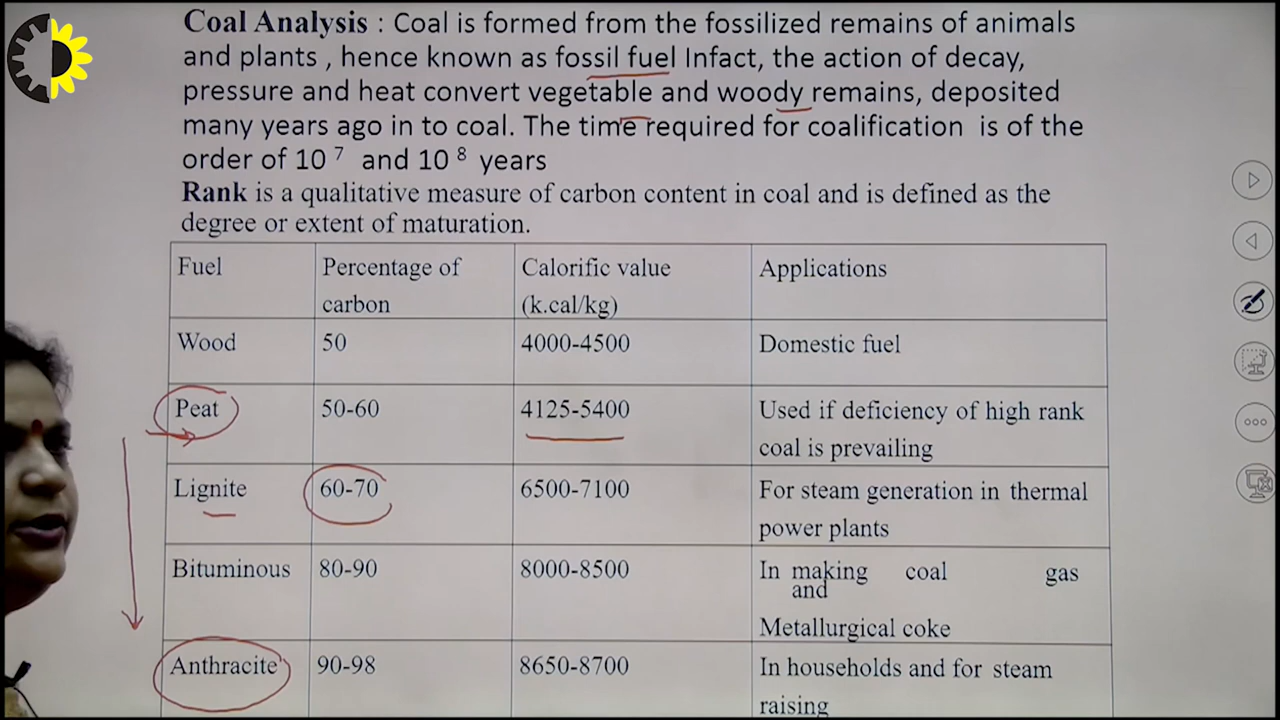 Coal Analysis : Coal is formed from the fossilized remains of animals
and plants , hence known as fossil fuel Infact, the action of decay,
pressure and heat convert vegetable and woody remains, deposited
many years ago in to coal. The time required for coalification is of the
order of 10 7 and 10 8 years
Rank is a qualitative measure of carbon content in coal and is defined as the
degree or extent of maturation.
Fuel Percentage of carbon Calorific value (k.cal/kg) Applications
Wood 50 4000-4500 Domestic fuel
Peat 50-60 4125-5400 Used if deficiency of high rank
coal is prevailing
Lignite 60-70 6500-7100 For steam generation in thermal
power plants
Bituminous 80-90 8000-8500 In making coal gas
and
Metallurgical coke
Anthracite 90-98 8650-8700 In households and for steam
raising